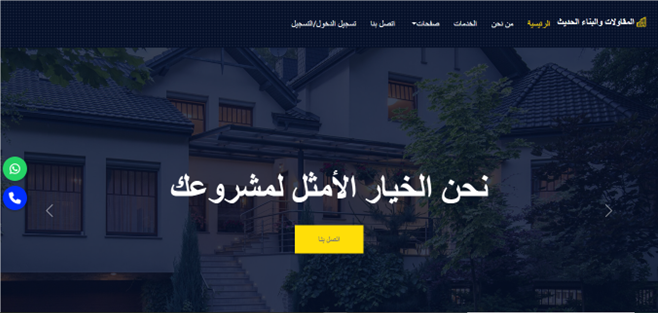 المقاولات والبناء الحديث
الرئيسية
من نحن
الخدمات
صفحات
اتصل بنا
تسجيل الدخول/التسجيل
نحن الخيار الأمثل لمشروعك
اتصل بنا